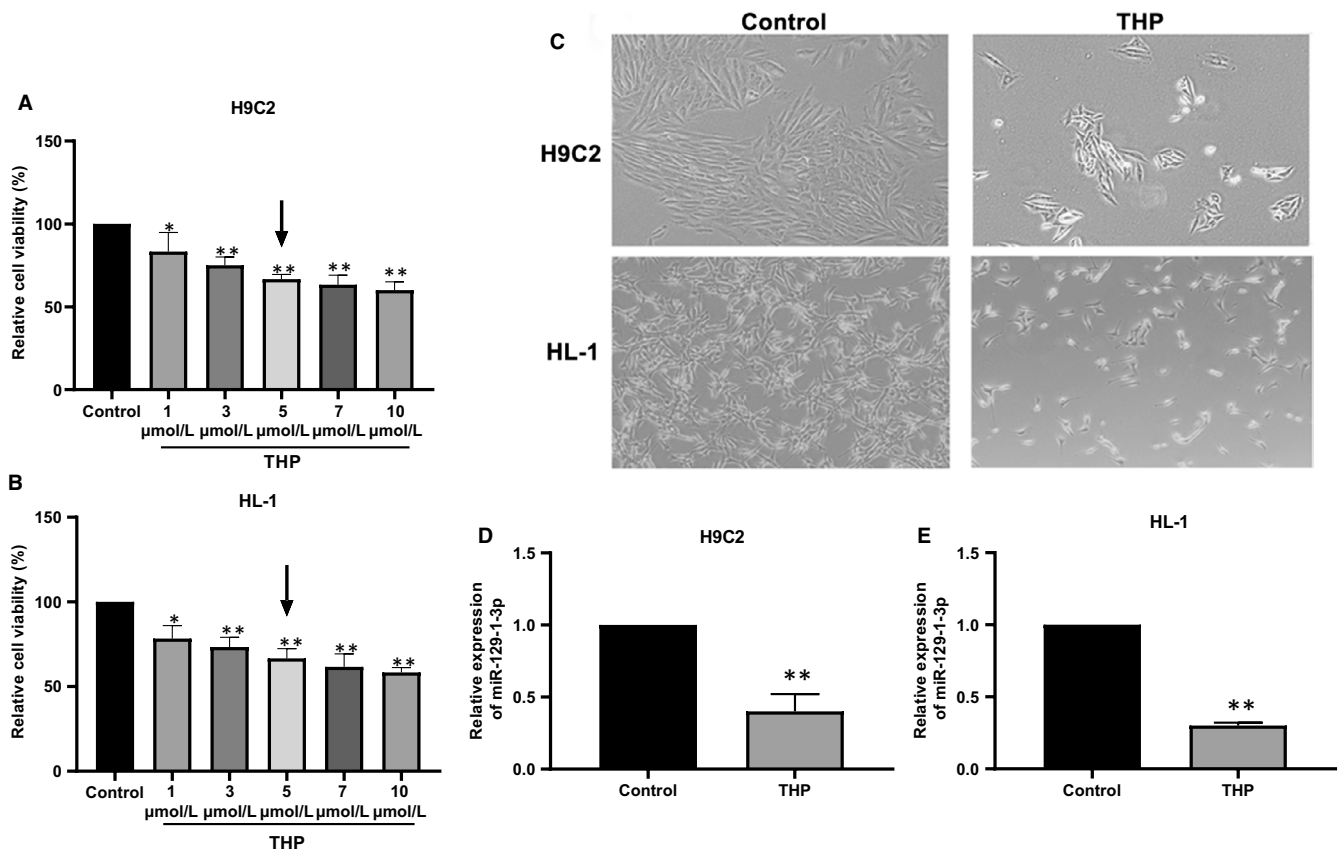 A
H9C2
Relative cell viability (%)
150
100
50
0
*
**
**
**
**
Control
1
3
5
7
10
µmol/L µmol/L µmol/L µmol/L µmol/L
THP
B
HL-1
Relative cell viability (%)
150
100
50
0
*
**
**
**
**
Control
1
3
5
7
10
µmol/L µmol/L µmol/L µmol/L µmol/L
THP
C
Control
THP
H9C2
HL-1
D
H9C2
Relative expression
of miR-129-1-3p
1.5
1.0
0.5
0.0
**
Control
THP
E
HL-1
Relative expression
of miR-129-1-3p
1.5
1.0
0.5
0.0
**
Control
THP